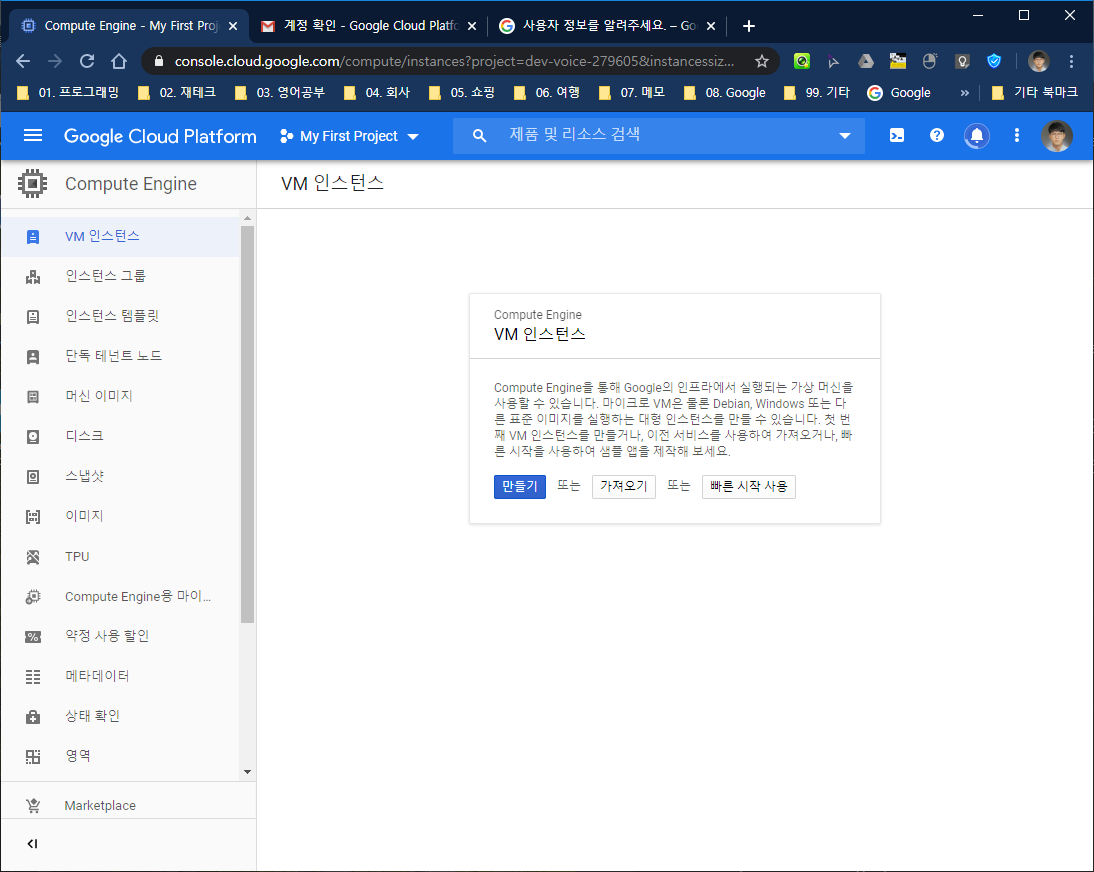 Compute Engine - My First Proj
계정 확인 - Google Cloud Platfo
사용자 정보를 알려주세요. – Go
console.cloud.google.com/compute/instances?project=dev-voice-279605&instancessiz...
01. 프로그래밍
02. 재테크
03. 영어공부
04. 회사
05. 쇼핑
06. 여행
07. 메모
08. Google
99. 기타
Google
»
기타 북마크
Google Cloud Platform
My First Project
제품 및 리소스 검색
Compute Engine
VM 인스턴스
VM 인스턴스
인스턴스 그룹
인스턴스 템플릿
단독 테넌트 노드
머신 이미지
디스크
스냅샷
이미지
TPU
Compute Engine용 마이...
약정 사용 할인
메타데이터
상태 확인
영역
Marketplace
Compute Engine
VM 인스턴스
Compute Engine을 통해 Google의 인프라에서 실행되는 가상 머신을
사용할 수 있습니다. 마이크로 VM은 물론 Debian, Windows 또는 다
른 표준 이미지를 실행하는 대형 인스턴스를 만들 수 있습니다. 첫 번
째 VM 인스턴스를 만들거나, 이전 서비스를 사용하여 가져오거나, 빠
른 시작을 사용하여 샘플 앱을 제작해 보세요.
만들기 또는 가져오기 또는 빠른 시작 사용